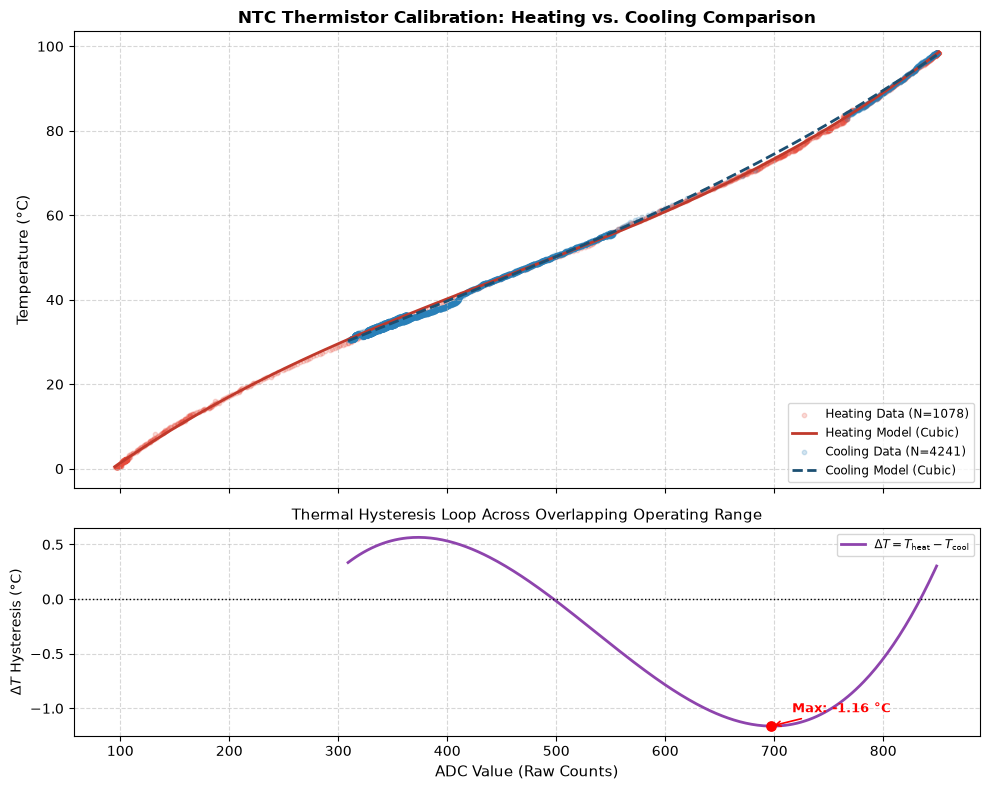 NTC Thermistor Calibration: Heating vs. Cooling Comparison
100
80
60
40
20
0
Temperature (°C)
Heating Data (N=1078)
Heating Model (Cubic)
Cooling Data (N=4241)
Cooling Model (Cubic)
Thermal Hysteresis Loop Across Overlapping Operating Range
0.5
0.0
−0.5
−1.0
ΔT Hysteresis (°C)
ΔT = Theat − Tcool
Max: -1.16 °C
100 200 300 400 500 600 700 800
ADC Value (Raw Counts)